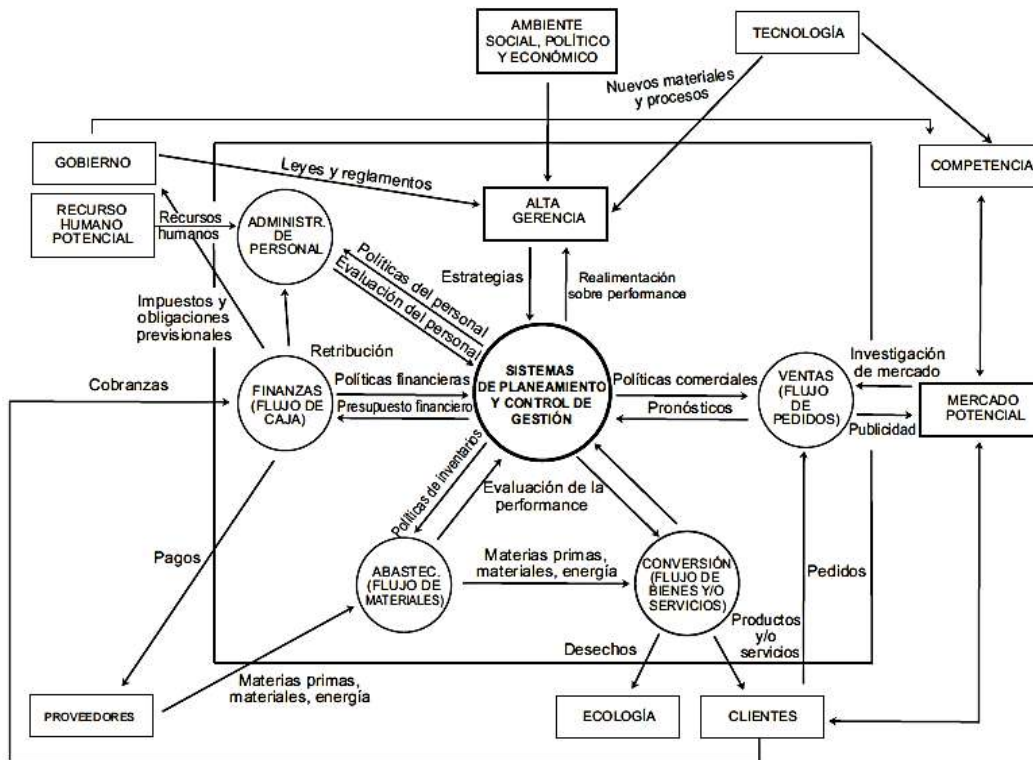 AMBIENTE
SOCIAL, POLÍTICO
Y ECONÓMICO
TECNOLOGÍA
Nuevos materiales
y procesos
GOBIERNO
Leyes y reglamentos
COMPETENCIA
RECURSO
HUMANO
POTENCIAL
Recursos
humanos
ADMINISTR.
DE
PERSONAL
ALTA
GERENCIA
Políticas del personal
Evaluación del personal
Estrategias
Realimentación
sobre performance
Impuestos y
obligaciones
previsionales
Retribución
Cobranzas
FINANZAS
(FLUJO DE
CAJA)
Políticas financieras
Presupuesto financiero
SISTEMAS
DE PLANEAMIENTO
Y CONTROL DE
GESTIÓN
Políticas comerciales
Pronósticos
VENTAS
(FLUJO
DE
PEDIDOS)
Investigación
de mercado
Publicidad
MERCADO
POTENCIAL
Políticas de inventarios
Evaluación de la
performance
Pagos
ABASTEC.
(FLUJO DE
MATERIALES)
Materias primas,
materiales, energía
CONVERSIÓN
(FLUJO DE
BIENES Y/O
SERVICIOS)
Pedidos
Desechos
Productos
y/o
servicios
Materias primas,
materiales, energía
PROVEEDORES
ECOLOGÍA
CLIENTES